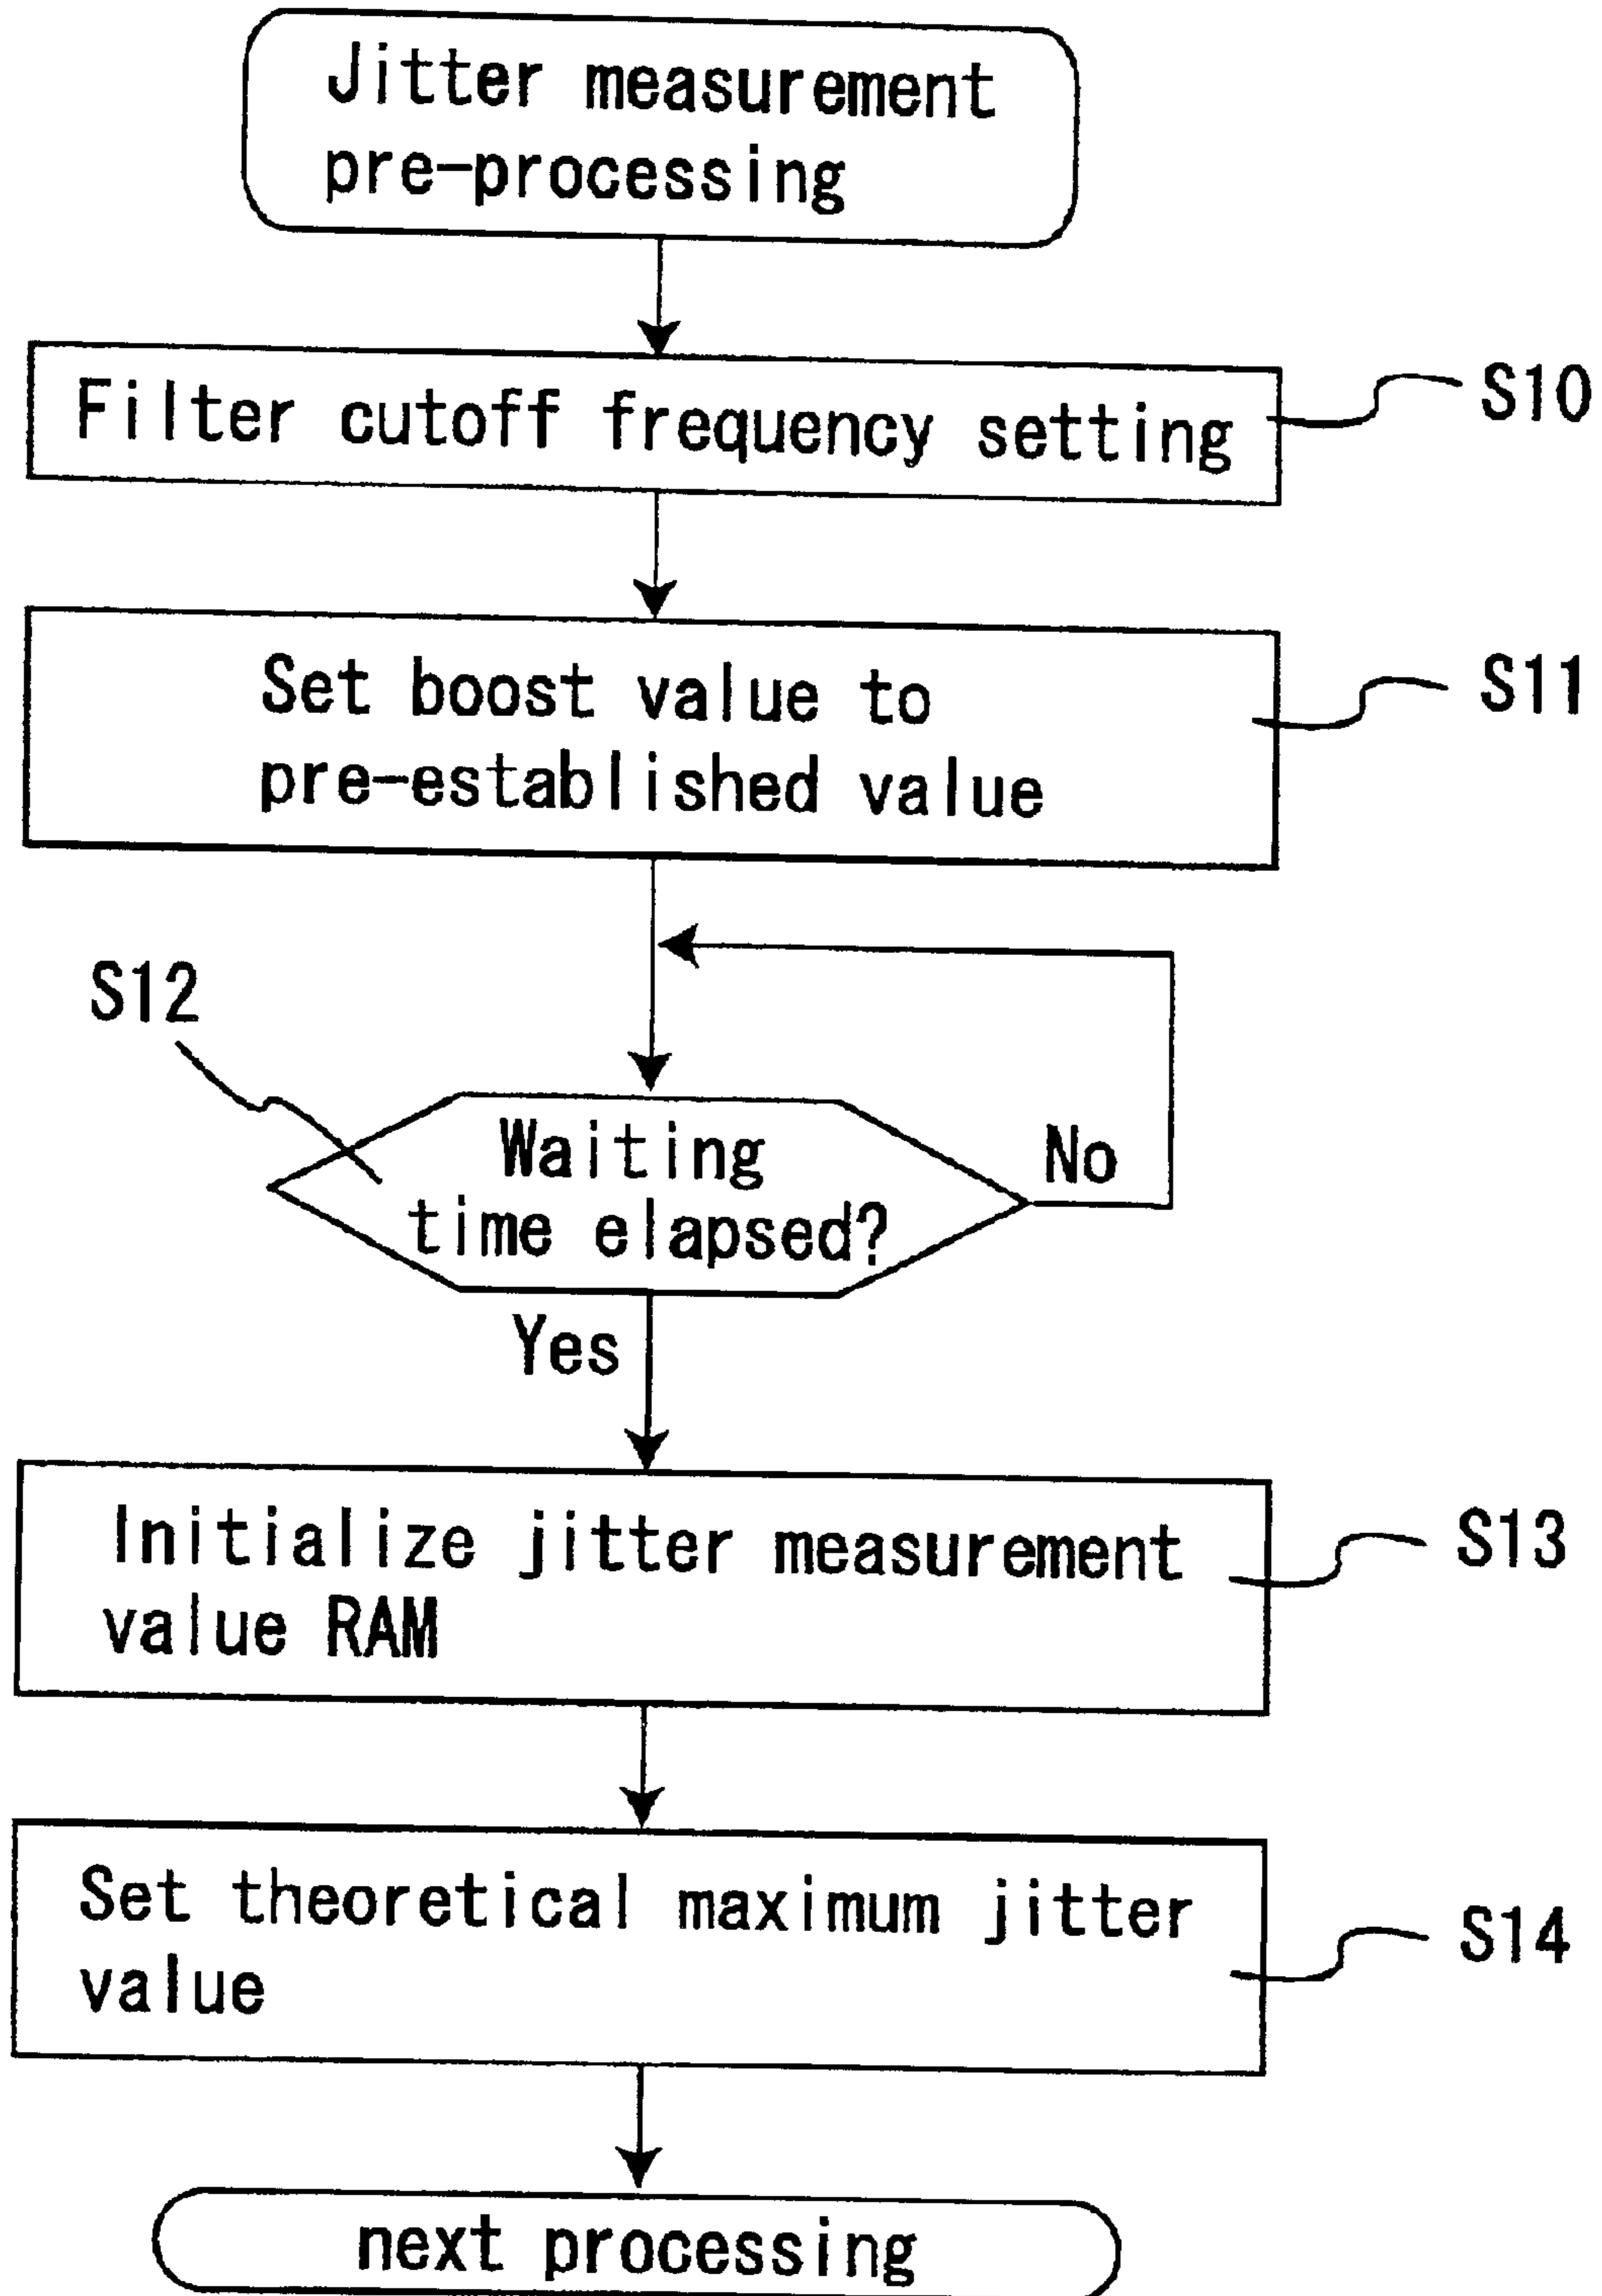 Jitter measurement
pre-processing
Filter cutoff frequency setting
S10
Set boost value to
pre-established value
S11
S12
Waiting
time elapsed?
No
Yes
Initialize jitter measurement
value RAM
S13
Set theoretical maximum jitter
value
S14
next processing